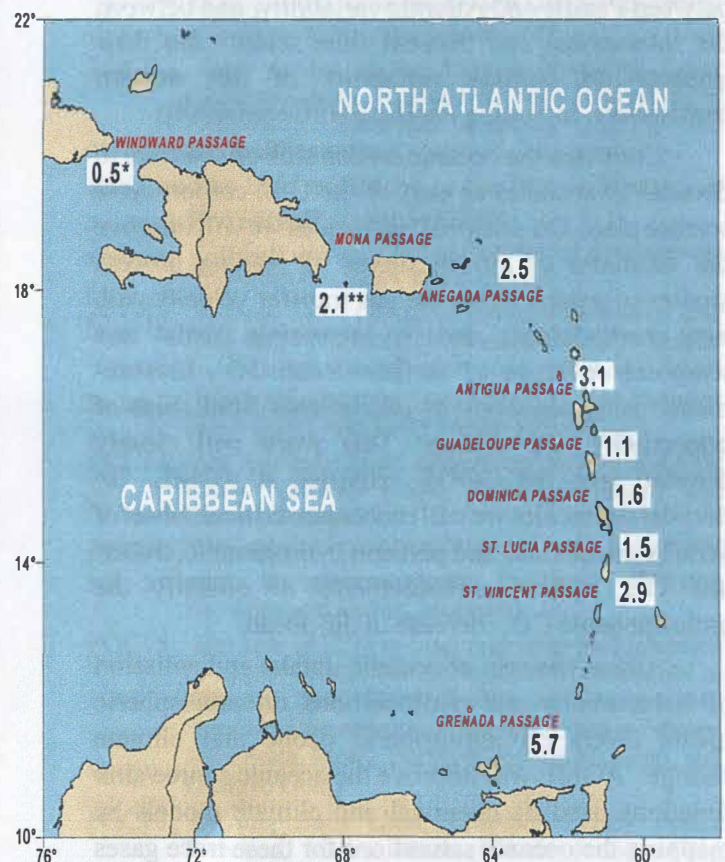 22°
NORTH ATLANTIC OCEAN
WINDWARD PASSAGE
0.5*
MONA PASSAGE
2.5
18°
2.1**
ANEGADA PASSAGE
3.1
ANTIGUA PASSAGE
GUADELOUPE PASSAGE
1.1
CARIBBEAN SEA
DOMINICA PASSAGE
1.6
ST. LUCIA PASSAGE
1.5
14°
ST. VINCENT PASSAGE
2.9
GRENADA PASSAGE
5.7
10°
76°
72°
68°
64°
60°